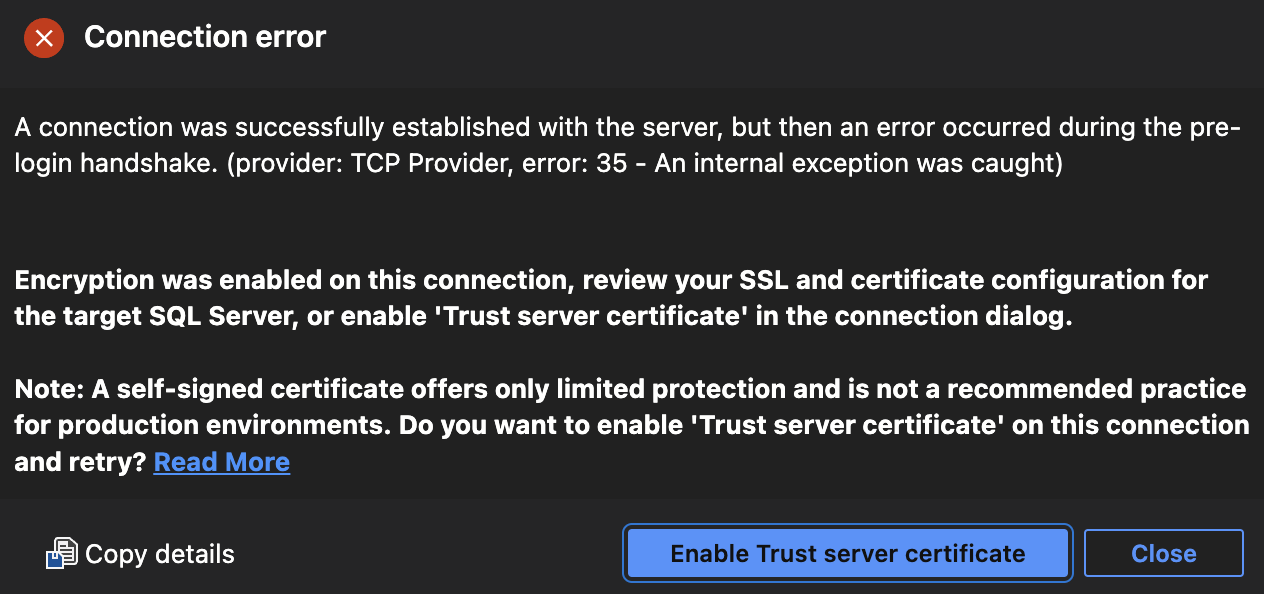 Connection error
A connection was successfully established with the server, but then an error occurred during the pre-
login handshake. (provider: TCP Provider, error: 35 - An internal exception was caught)
Encryption was enabled on this connection, review your SSL and certificate configuration for
the target SQL Server, or enable 'Trust server certificate' in the connection dialog.
Note: A self-signed certificate offers only limited protection and is not a recommended practice
for production environments. Do you want to enable 'Trust server certificate' on this connection
and retry? Read More
Copy details
Enable Trust server certificate
Close